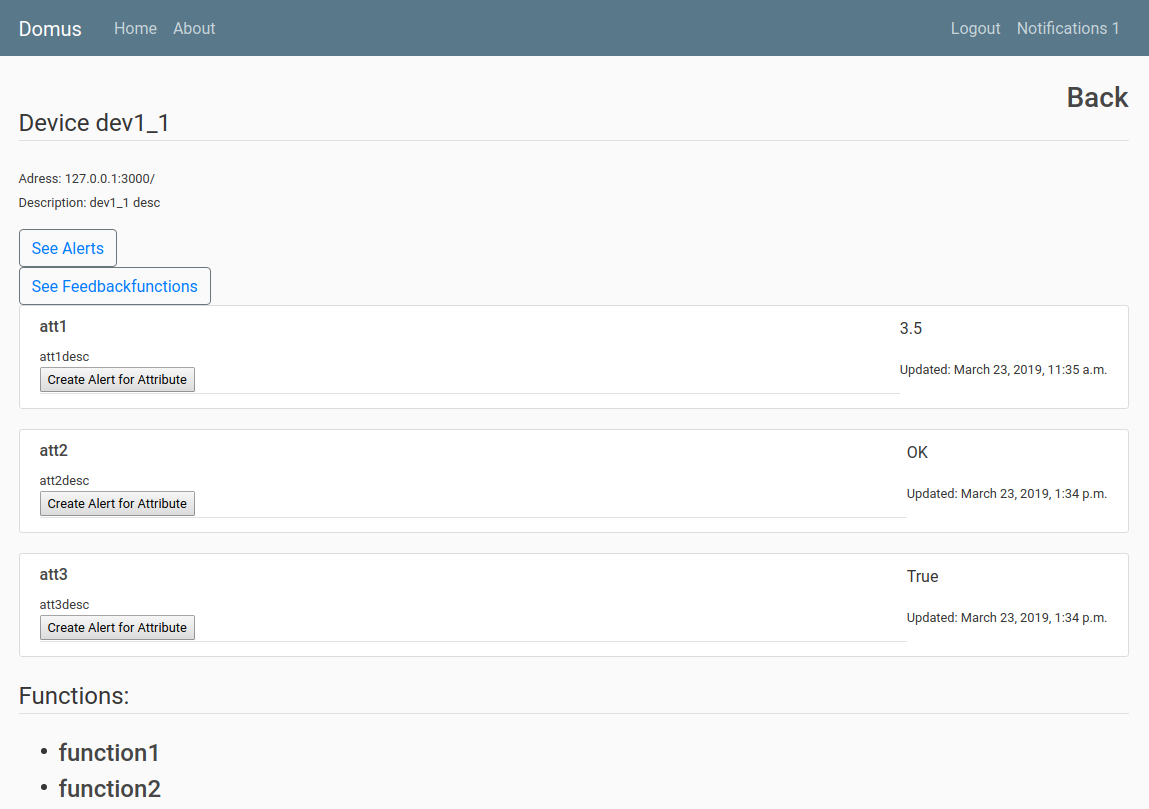 Domus Home About Logout Notifications 1
Back
Device dev1_1
Adress: 127.0.0.1:3000/
Description: dev1_1 desc
See Alerts
See Feedbackfunctions
att1 3.5
att1desc
Updated: March 23, 2019, 11:35 a.m.
Create Alert for Attribute
att2 OK
att2desc
Updated: March 23, 2019, 1:34 p.m.
Create Alert for Attribute
att3 True
att3desc
Updated: March 23, 2019, 1:34 p.m.
Create Alert for Attribute
Functions:
• function1
• function2